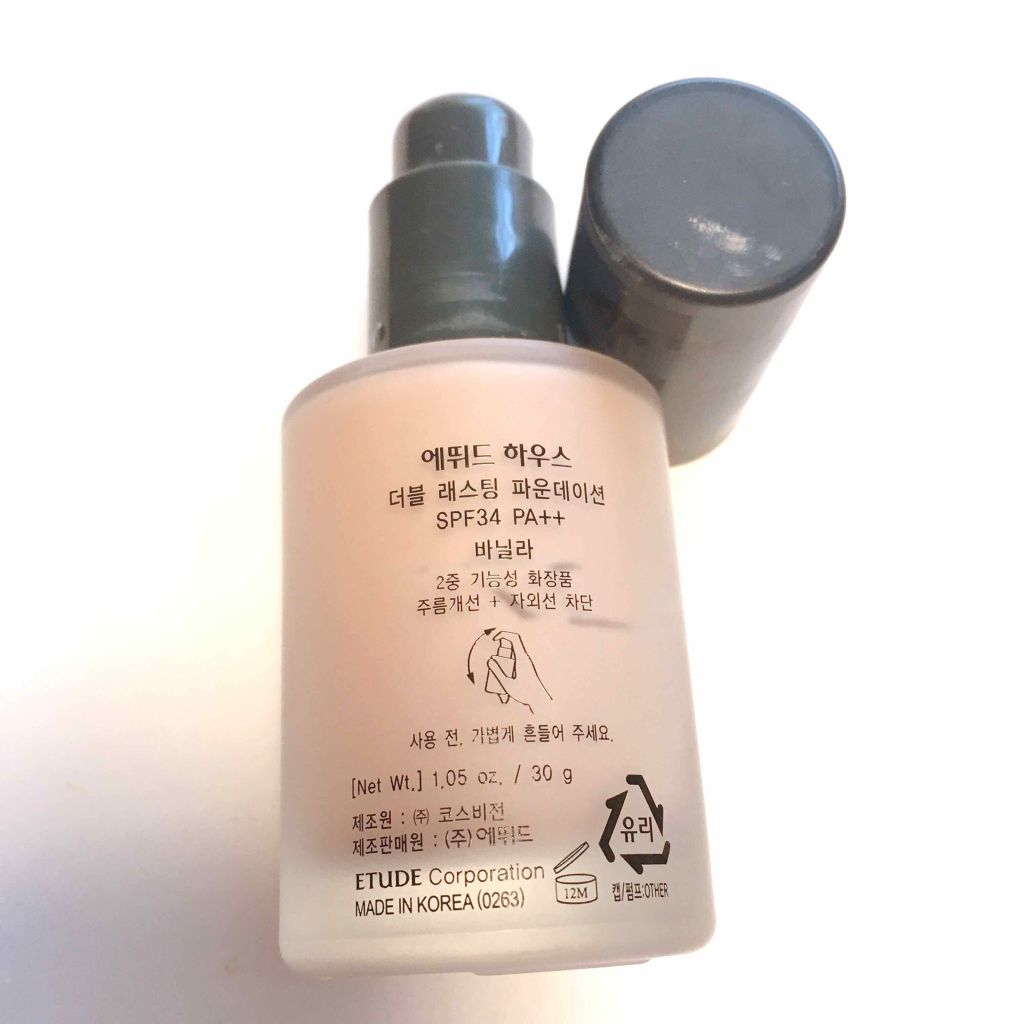 에뛰드 하우스
더블 래스팅 파운데이션
SPF34 PA++
바닐라
2중 기능성 화장품
주름개선 + 자외선 차단
사용 전, 가볍게 흔들어 주세요.
[Net Wt.] 1.05 oz. / 30 g
제조원 : ㈜ 코스비전
제조판매원 : (주)에뛰드
ETUDE Corporation
MADE IN KOREA (0263)
12M
유리
캡/펌프:OTHER